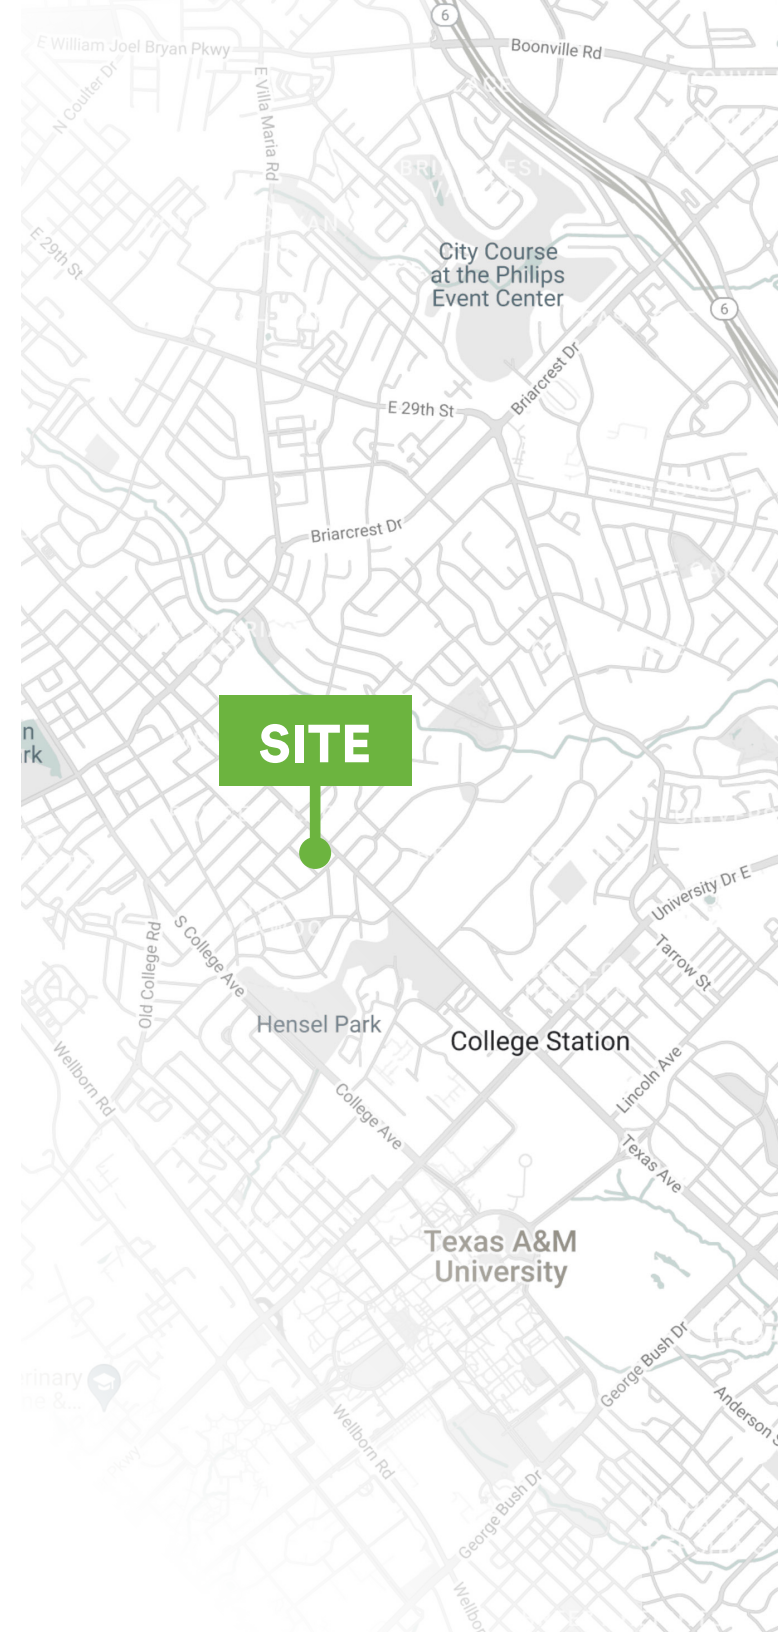 6
E William Joel Bryan Pkwy
Boonville Rd
N Coulter Dr
E Villa Maria Rd
E 29th St
City Course
at the Philips
Event Center
6
Briarcrest Dr
E 29th St
Briarcrest Dr
SITE
University Dr E
S College Ave
Old College Rd
Tarrow St
Hensel Park
College Station
Wellborn Rd
Lincoln Ave
College Ave
Texas Ave
Texas A&M
University
George Bush Dr
Anderson S
Wellborn Rd
George Bush Dr